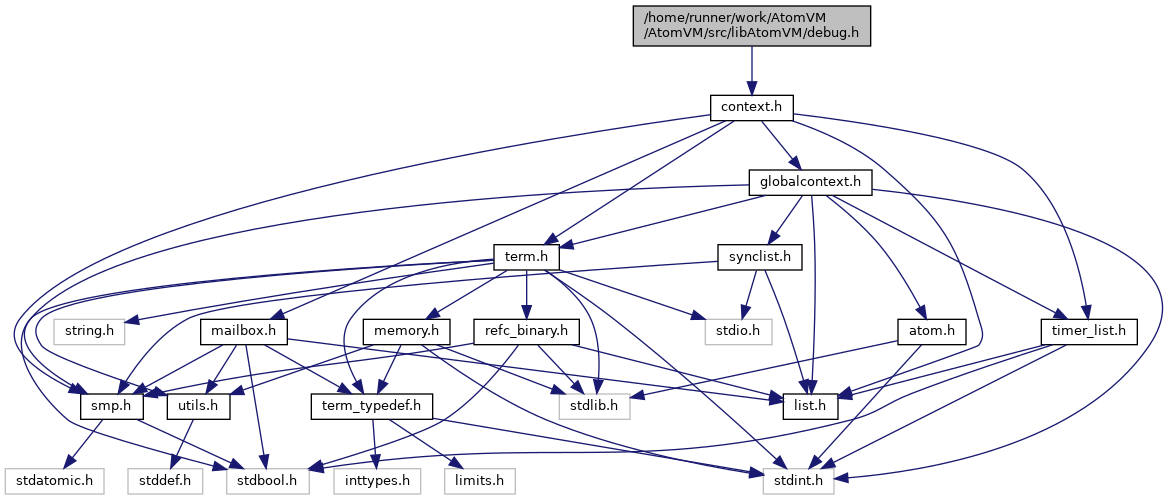 /home/runner/work/AtomVM
/AtomVM/src/libAtomVM/debug.h
context.h
globalcontext.h
term.h
synclist.h
string.h
mailbox.h
memory.h
refc_binary.h
stdio.h
atom.h
timer_list.h
smp.h
utils.h
term_typedef.h
stdlib.h
list.h
stdatomic.h
stddef.h
stdbool.h
inttypes.h
limits.h
stdint.h